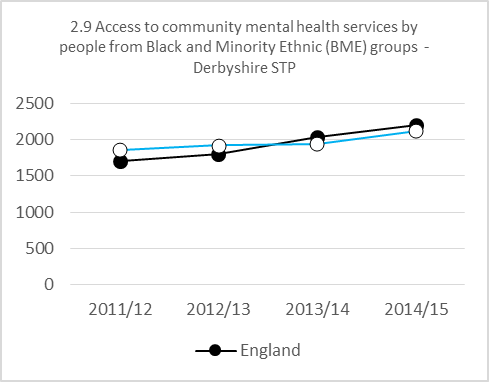 2.9 Access to community mental health services by
people from Black and Minority Ethnic (BME) groups -
Derbyshire STP
2500
2000
1500
1000
500
0
2011/12 2012/13 2013/14 2014/15
England